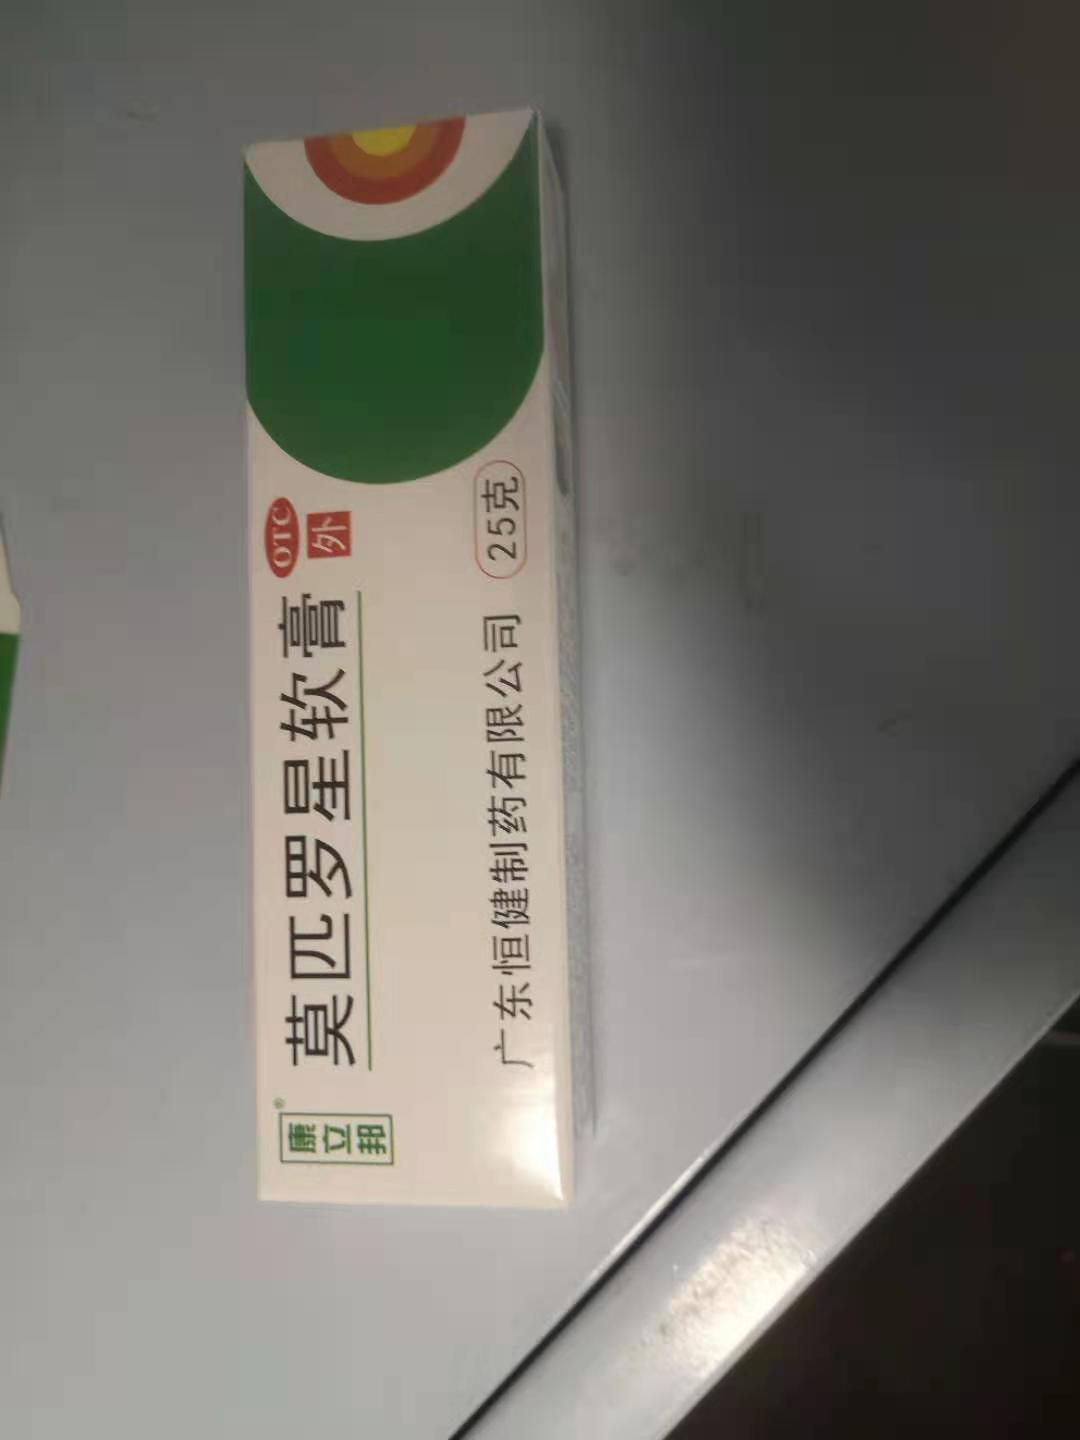 康立邦®
莫匹罗星软膏
OTC
外
广东恒健制药有限公司
25克